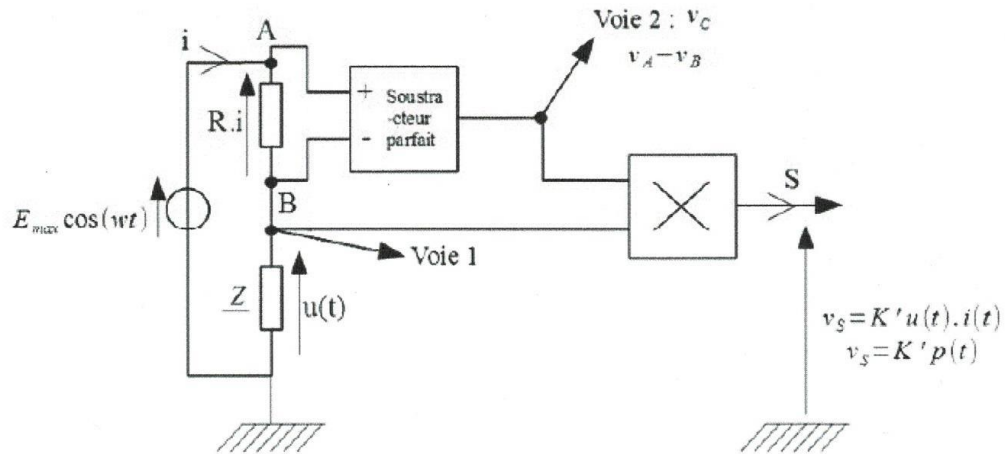 Voie 2 : v_C
v_A − v_B
A
i
+
Soustra
-cteur
parfait
-
R.i
B
S
E_max cos(wt)
Voie 1
Z
u(t)
v_S = K' u(t). i(t)
v_S = K' p(t)